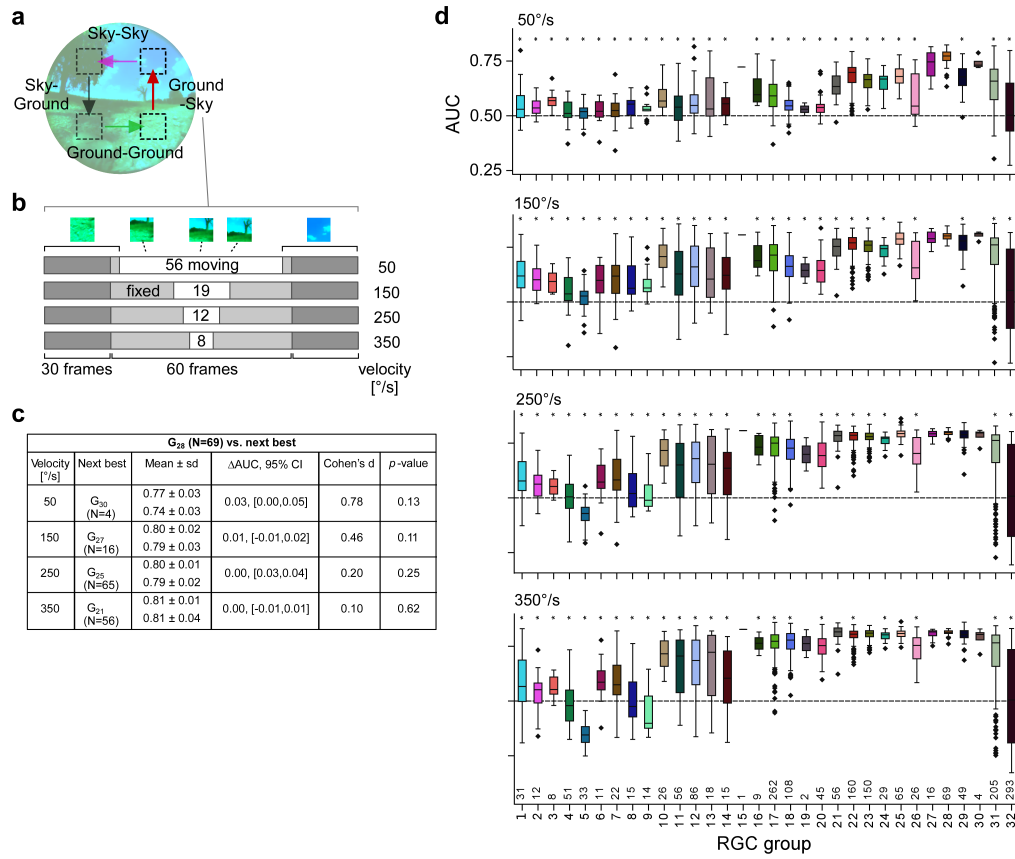 a
Sky-Sky
Sky-
Ground
Ground
-Sky
Ground-Ground
b
56 moving
50
fixed
19
150
12
250
8
350
30 frames
60 frames
velocity
[°/s]
c
G28 (N=69) vs. next best
Velocity [°/s] Next best Mean ± sd ΔAUC, 95% CI Cohen's d p-value
50 G30 (N=4) 0.77 ± 0.03 0.74 ± 0.03 0.03, [0.00,0.05] 0.78 0.13
150 G27 (N=16) 0.80 ± 0.02 0.79 ± 0.03 0.01, [-0.01,0.02] 0.46 0.11
250 G25 (N=65) 0.80 ± 0.01 0.79 ± 0.02 0.00, [0.03,0.04] 0.20 0.25
350 G21 (N=56) 0.81 ± 0.01 0.81 ± 0.04 0.00, [-0.01,0.01] 0.10 0.62
d
50°/s
0.75
0.50
0.25
AUC
150°/s
250°/s
350°/s
31 12 8 51 33 11 22 15 14 26 56 86 18 15 1 9 262 108 2 45 56 160 150 29 65 26 16 69 49 4 205 293
1 2 3 4 5 6 7 8 9 10 11 12 13 14 15 16 17 18 19 20 21 22 23 24 25 26 27 28 29 30 31 32
RGC group